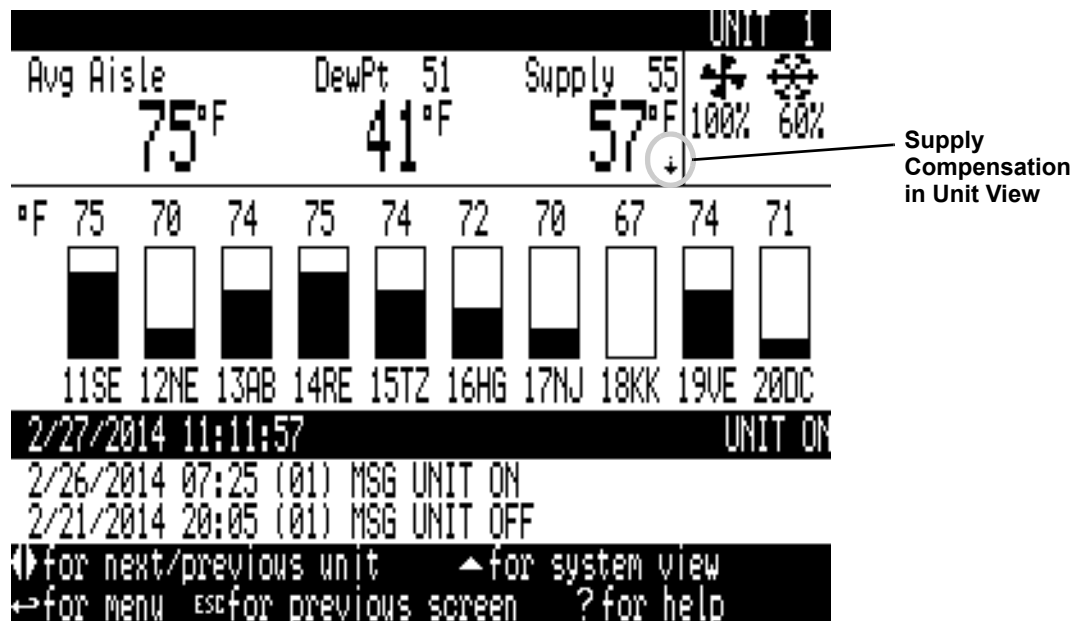 UNIT 1
Avg Aisle DewPt 51 Supply 55
75°F 41°F 57°F 100% 60%
Supply
Compensation
in Unit View
°F 75 70 74 75 74 72 70 67 74 71
11SE 12NE 13AB 14RE 15TZ 16HG 17NJ 18KK 19VE 20DC
2/27/2014 11:11:57 UNIT ON
2/26/2014 07:25 (01) MSG UNIT ON
2/21/2014 20:05 (01) MSG UNIT OFF
for next/previous unit ▲for system view
↵for menu ESCfor previous screen ?for help